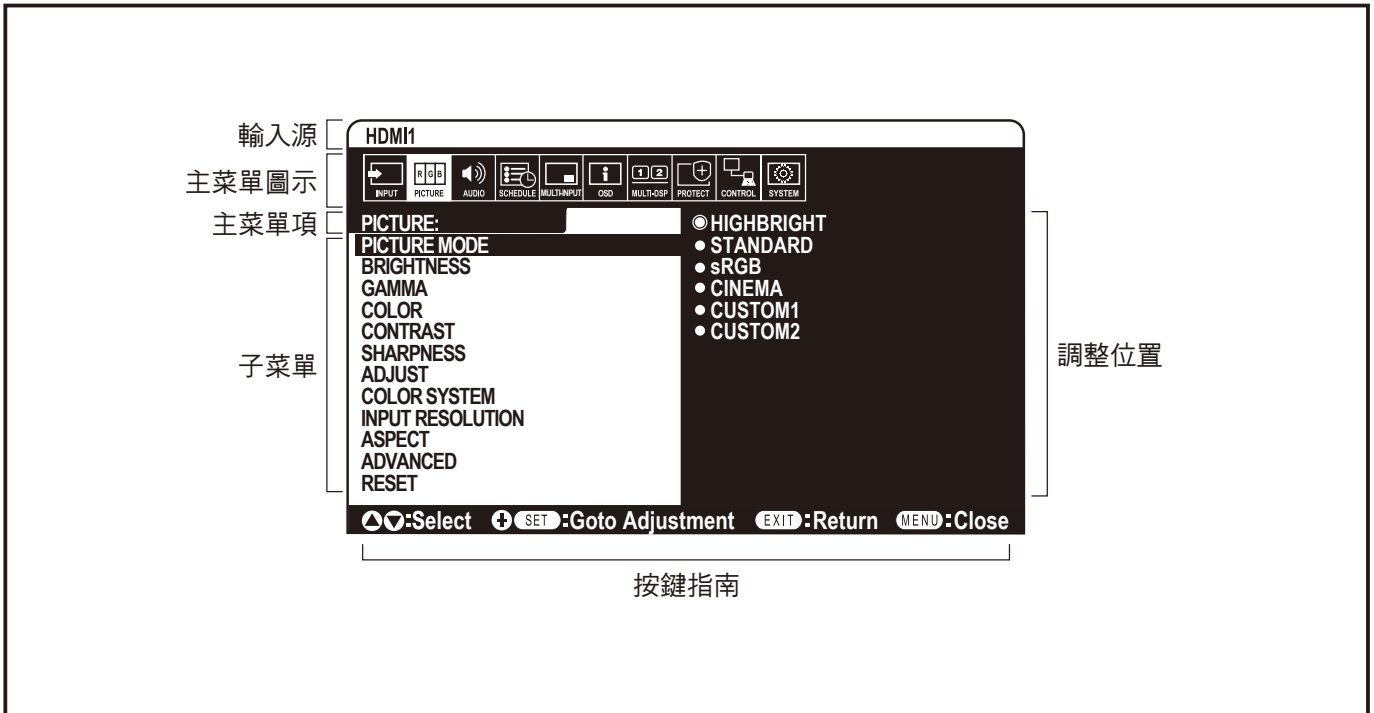 輸入源
HDMI1
主菜單圖示
INPUT PICTURE AUDIO SCHEDULE MULTI-INPUT OSD MULTI-DSP PROTECT CONTROL SYSTEM
R G B
i
1 2
主菜單項
PICTURE:
子菜單
PICTURE MODE
BRIGHTNESS
GAMMA
COLOR
CONTRAST
SHARPNESS
ADJUST
COLOR SYSTEM
INPUT RESOLUTION
ASPECT
ADVANCED
RESET
HIGHBRIGHT
STANDARD
sRGB
CINEMA
CUSTOM1
CUSTOM2
調整位置
:Select SET:Goto Adjustment EXIT:Return MENU:Close
按鍵指南